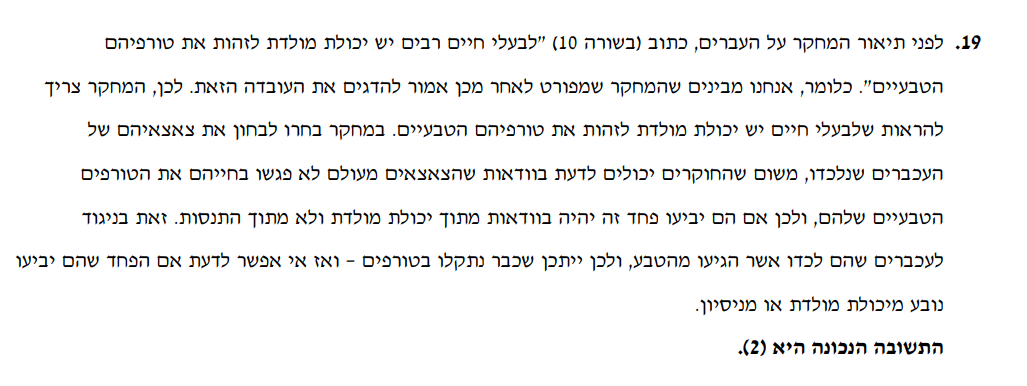 19. לפני תיאור המחקר על העברים, כתוב (בשורה 10) "לבעלי חיים רבים יש יכולת מולדת לזהות את טורפיהם
הטבעיים". כלומר, אנחנו מבינים שהמחקר שמפורט לאחר מכן אמור להדגים את העובדה הזאת. לכן, המחקר צריך
להראות שלבעלי חיים יש יכולת מולדת לזהות את טורפיהם הטבעיים. במחקר בחרו לבחון את צאצאיהם של
העכברים שנלכדו, משום שהחוקרים יכולים לדעת בוודאות שהצאצאים מעולם לא פגשו בחייהם את הטורפים
הטבעיים שלהם, ולכן אם הם יביעו פחד זה יהיה בוודאות מתוך יכולת מולדת ולא מתוך התנסות. זאת בניגוד
לעכברים שהם לכדו אשר הגיעו מהטבע, ולכן ייתכן שכבר נתקלו בטורפים – ואז אי אפשר לדעת אם הפחד שהם יביעו
נובע מיכולת מולדת או מניסיון.
התשובה הנכונה היא (2).